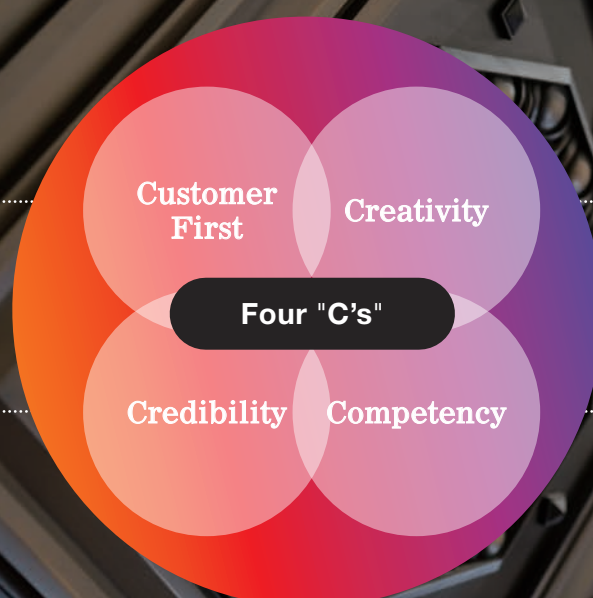 Customer
First
Creativity
Four "C’s"
Credibility
Competency